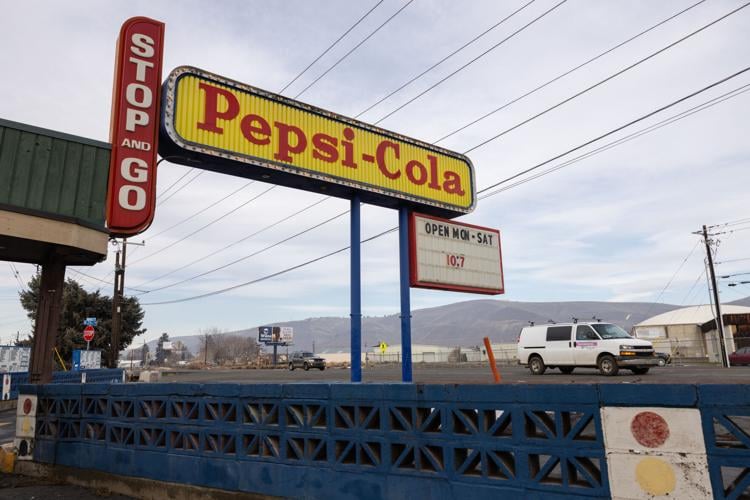 STOP
AND
GO
Pepsi-Cola
OPEN MON-SAT
10:7